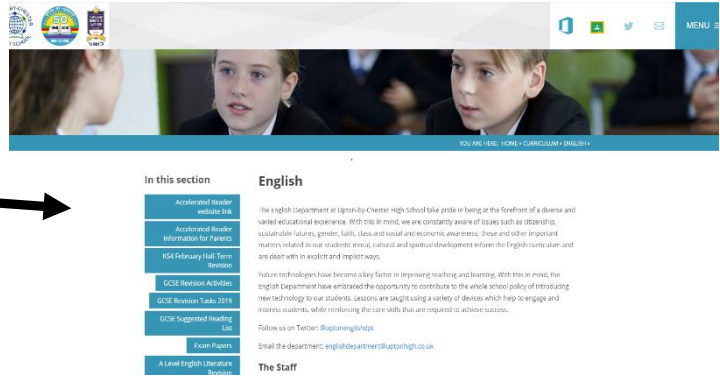 BY-CHESTER
50
MENU
YOU ARE HERE: HOME » CURRICULUM » ENGLISH »
In this section
English
Accelerated Reader
website link
Accelerated Reader
Information for Parents
KS4 February Half-Term
Revision
GCSE Revision Activities
GCSE Revision Tasks 2019
GCSE Suggested Reading
List
Exam Papers
A Level English Literature
Revision
The English Department at Upton-by-Chester High School take pride in being at the forefront of a diverse and
varied educational experience. With this in mind, we are constantly aware of issues such as citizenship,
sustainable futures, gender, faith, class and social and economic awareness; these and other important
matters related to our students' moral, cultural and spiritual development inform the English curriculum and
are dealt with in explicit and implicit ways.
Future technologies have become a key factor in improving teaching and learning. With this in mind, the
English Department have embraced the opportunity to contribute to the whole school policy of introducing
new technology to our students. Lessons are taught using a variety of devices which help to engage and
interest students, while reinforcing the core skills that are required to achieve success.
Follow us on Twitter: @uptonenglishdpt
Email the department: englishdepartment@uptonhigh.co.uk
The Staff